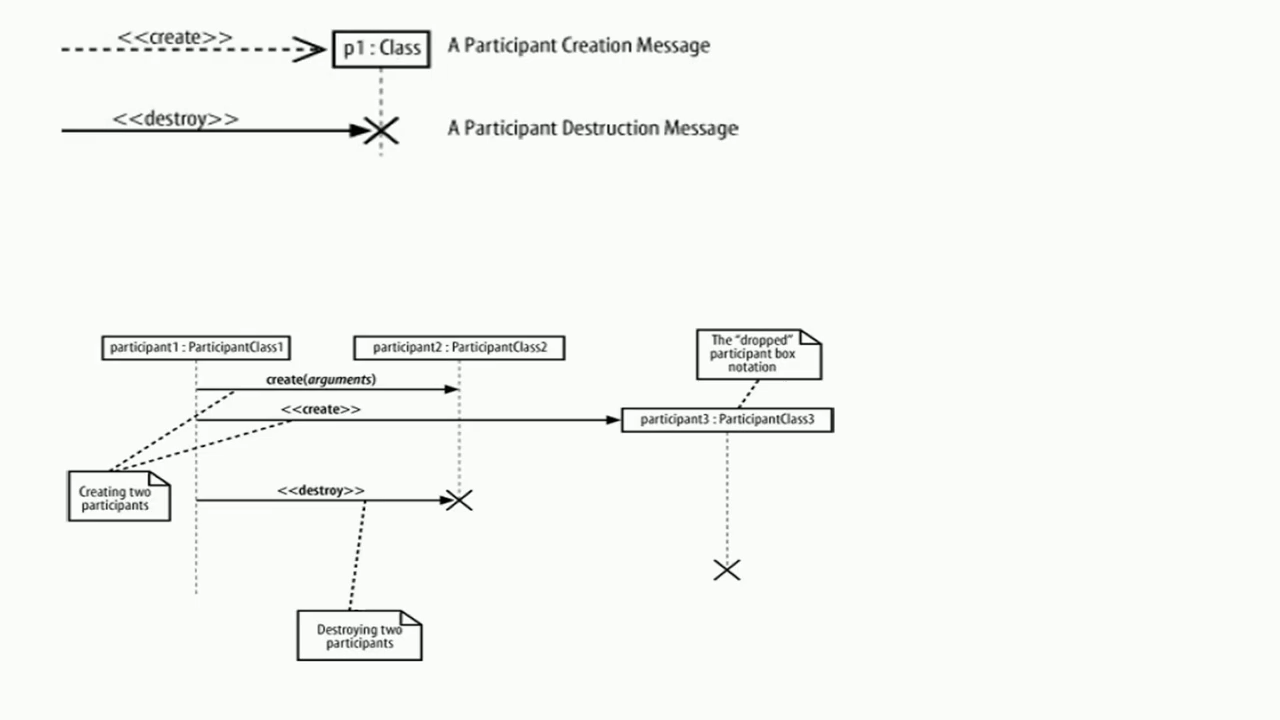 <<create>>
p1 : Class
A Participant Creation Message
<<destroy>>
A Participant Destruction Message
participant1 : ParticipantClass1
participant2 : ParticipantClass2
The “dropped”
participant box
notation
create(arguments)
<<create>>
participant3 : ParticipantClass3
Creating two
participants
<<destroy>>
Destroying two
participants